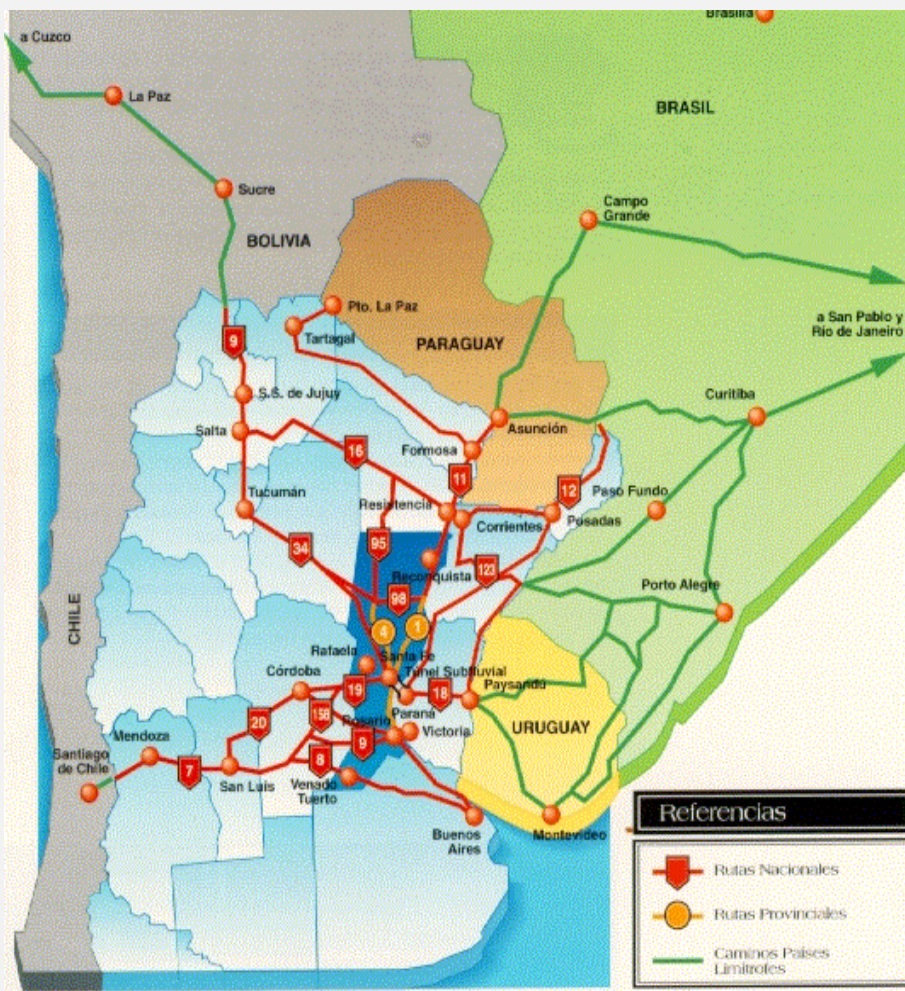 Brasilia
a Cuzco
La Paz
BRASIL
Sucre
Campo
Grande
BOLIVIA
Pto. La Paz
a San Pablo y
Río de Janeiro
Tartagal
9
PARAGUAY
S.S. de Jujuy
Curitiba
Salta
Asunción
16
Formosa
11
12
Paso Fundo
Tucumán
Resistencia
Corrientes
Posadas
95
34
Reconquista
123
Porto Alegre
98
CHILE
4
1
Rafaela
Santa Fe
Túnel Subfluvial
Córdoba
19
18
Paysandú
20
158
Rosario
Paraná
Victoria
URUGUAY
Mendoza
9
Santiago
de Chile
7
8
San Luis
Venado
Tuerto
Buenos
Aires
Montevideo
Referencias
Rutas Nacionales
Rutas Provinciales
Caminos Países
Limítrofes